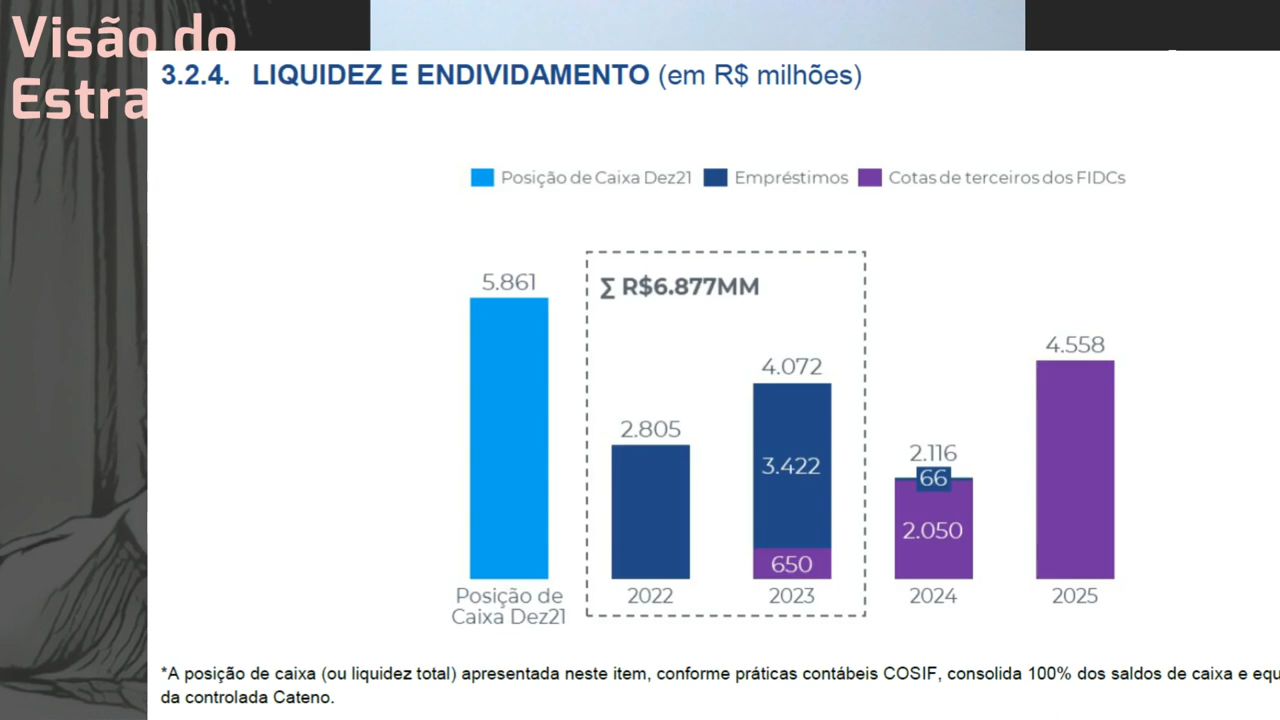 Visão do
Estra
3.2.4. LIQUIDEZ E ENDIVIDAMENTO (em R$ milhões)
Posição de Caixa Dez21 Empréstimos Cotas de terceiros dos FIDCs
5.861
∑ R$6.877MM
4.558
4.072
2.805
3.422
2.116
66
2.050
650
Posição de
Caixa Dez21
2022 2023 2024 2025
*A posição de caixa (ou liquidez total) apresentada neste item, conforme práticas contábeis COSIF, consolida 100% dos saldos de caixa e equ
da controlada Cateno.